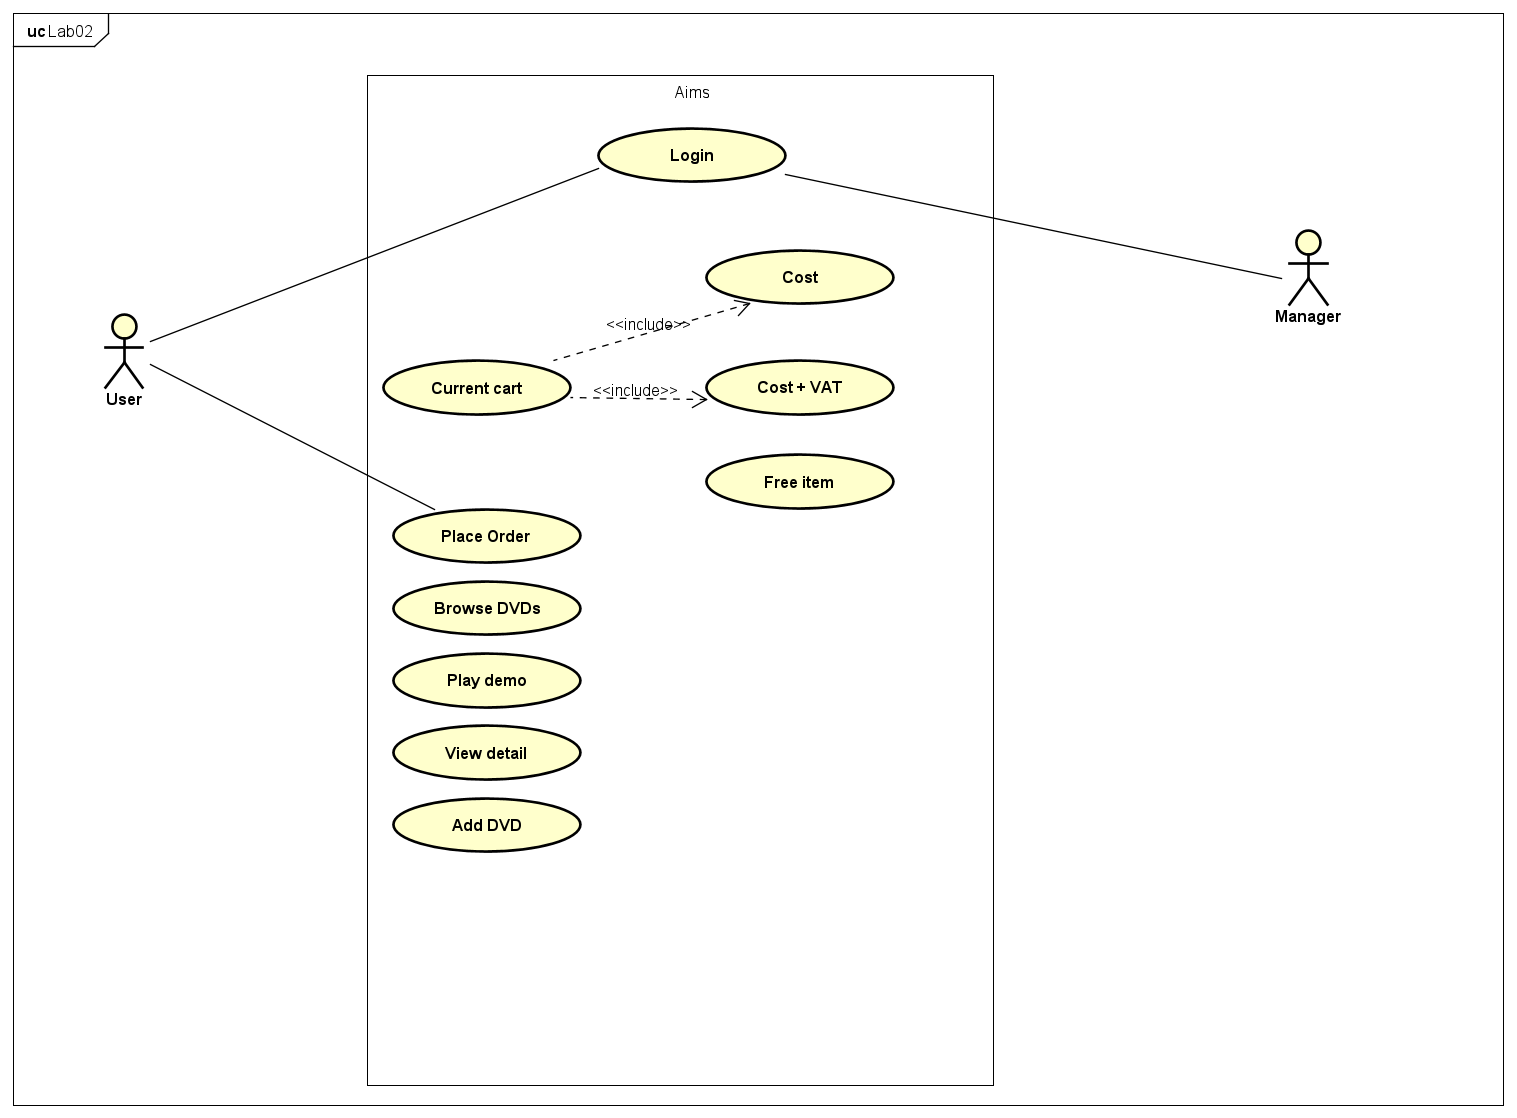 uc Lab02
Aims
Login
Cost
Manager
<<include>>
User
Current cart
<<include>>
Cost + VAT
Free item
Place Order
Browse DVDs
Play demo
View detail
Add DVD